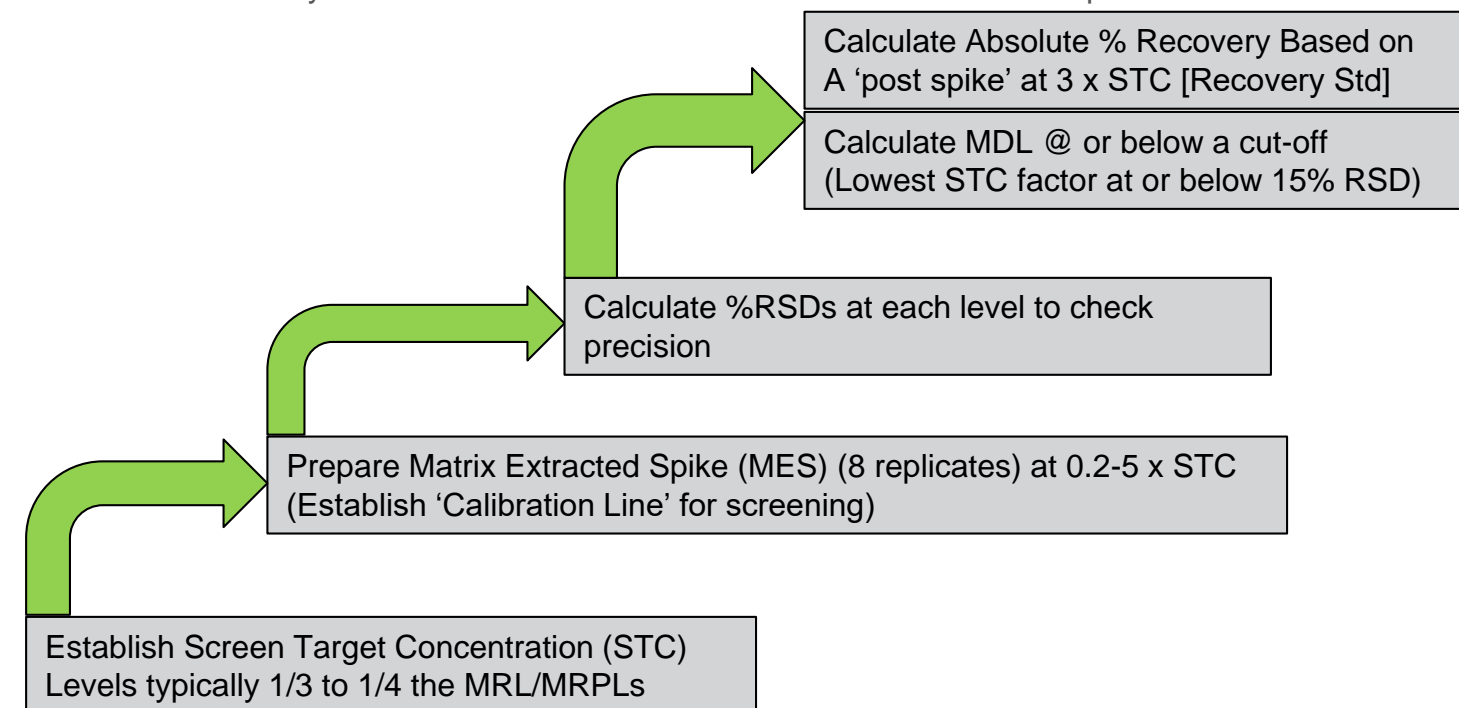 Calculate Absolute % Recovery Based on
A ‘post spike’ at 3 x STC [Recovery Std]
Calculate MDL @ or below a cut-off
(Lowest STC factor at or below 15% RSD)
Calculate %RSDs at each level to check
precision
Prepare Matrix Extracted Spike (MES) (8 replicates) at 0.2-5 x STC
(Establish ‘Calibration Line’ for screening)
Establish Screen Target Concentration (STC)
Levels typically 1/3 to 1/4 the MRL/MRPLs